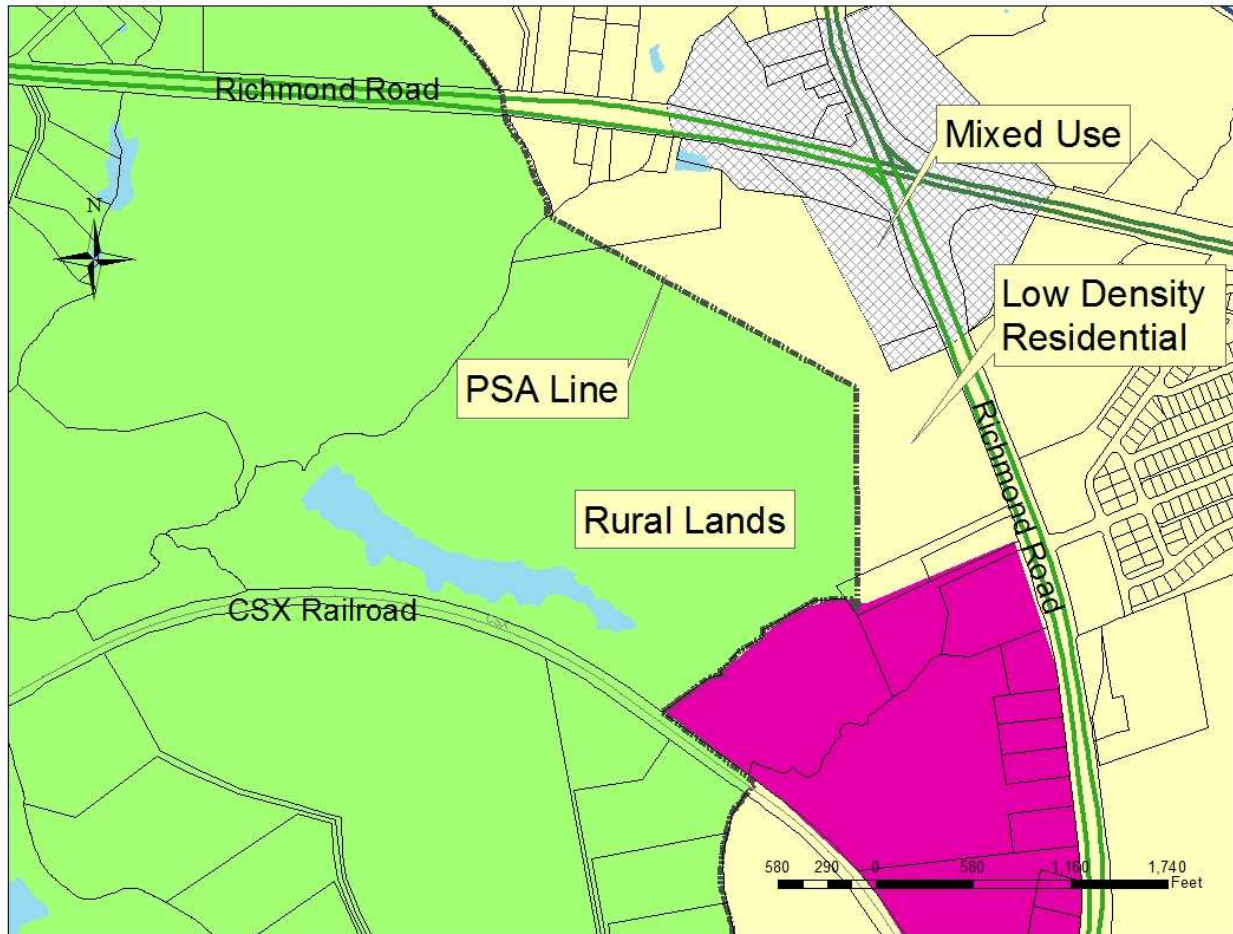 Richmond Road
Mixed Use
N
Low Density
Residential
PSA Line
Richmond Road
Rural Lands
CSX Railroad
CSX
580 290 0 580 1,160 1,740
Feet